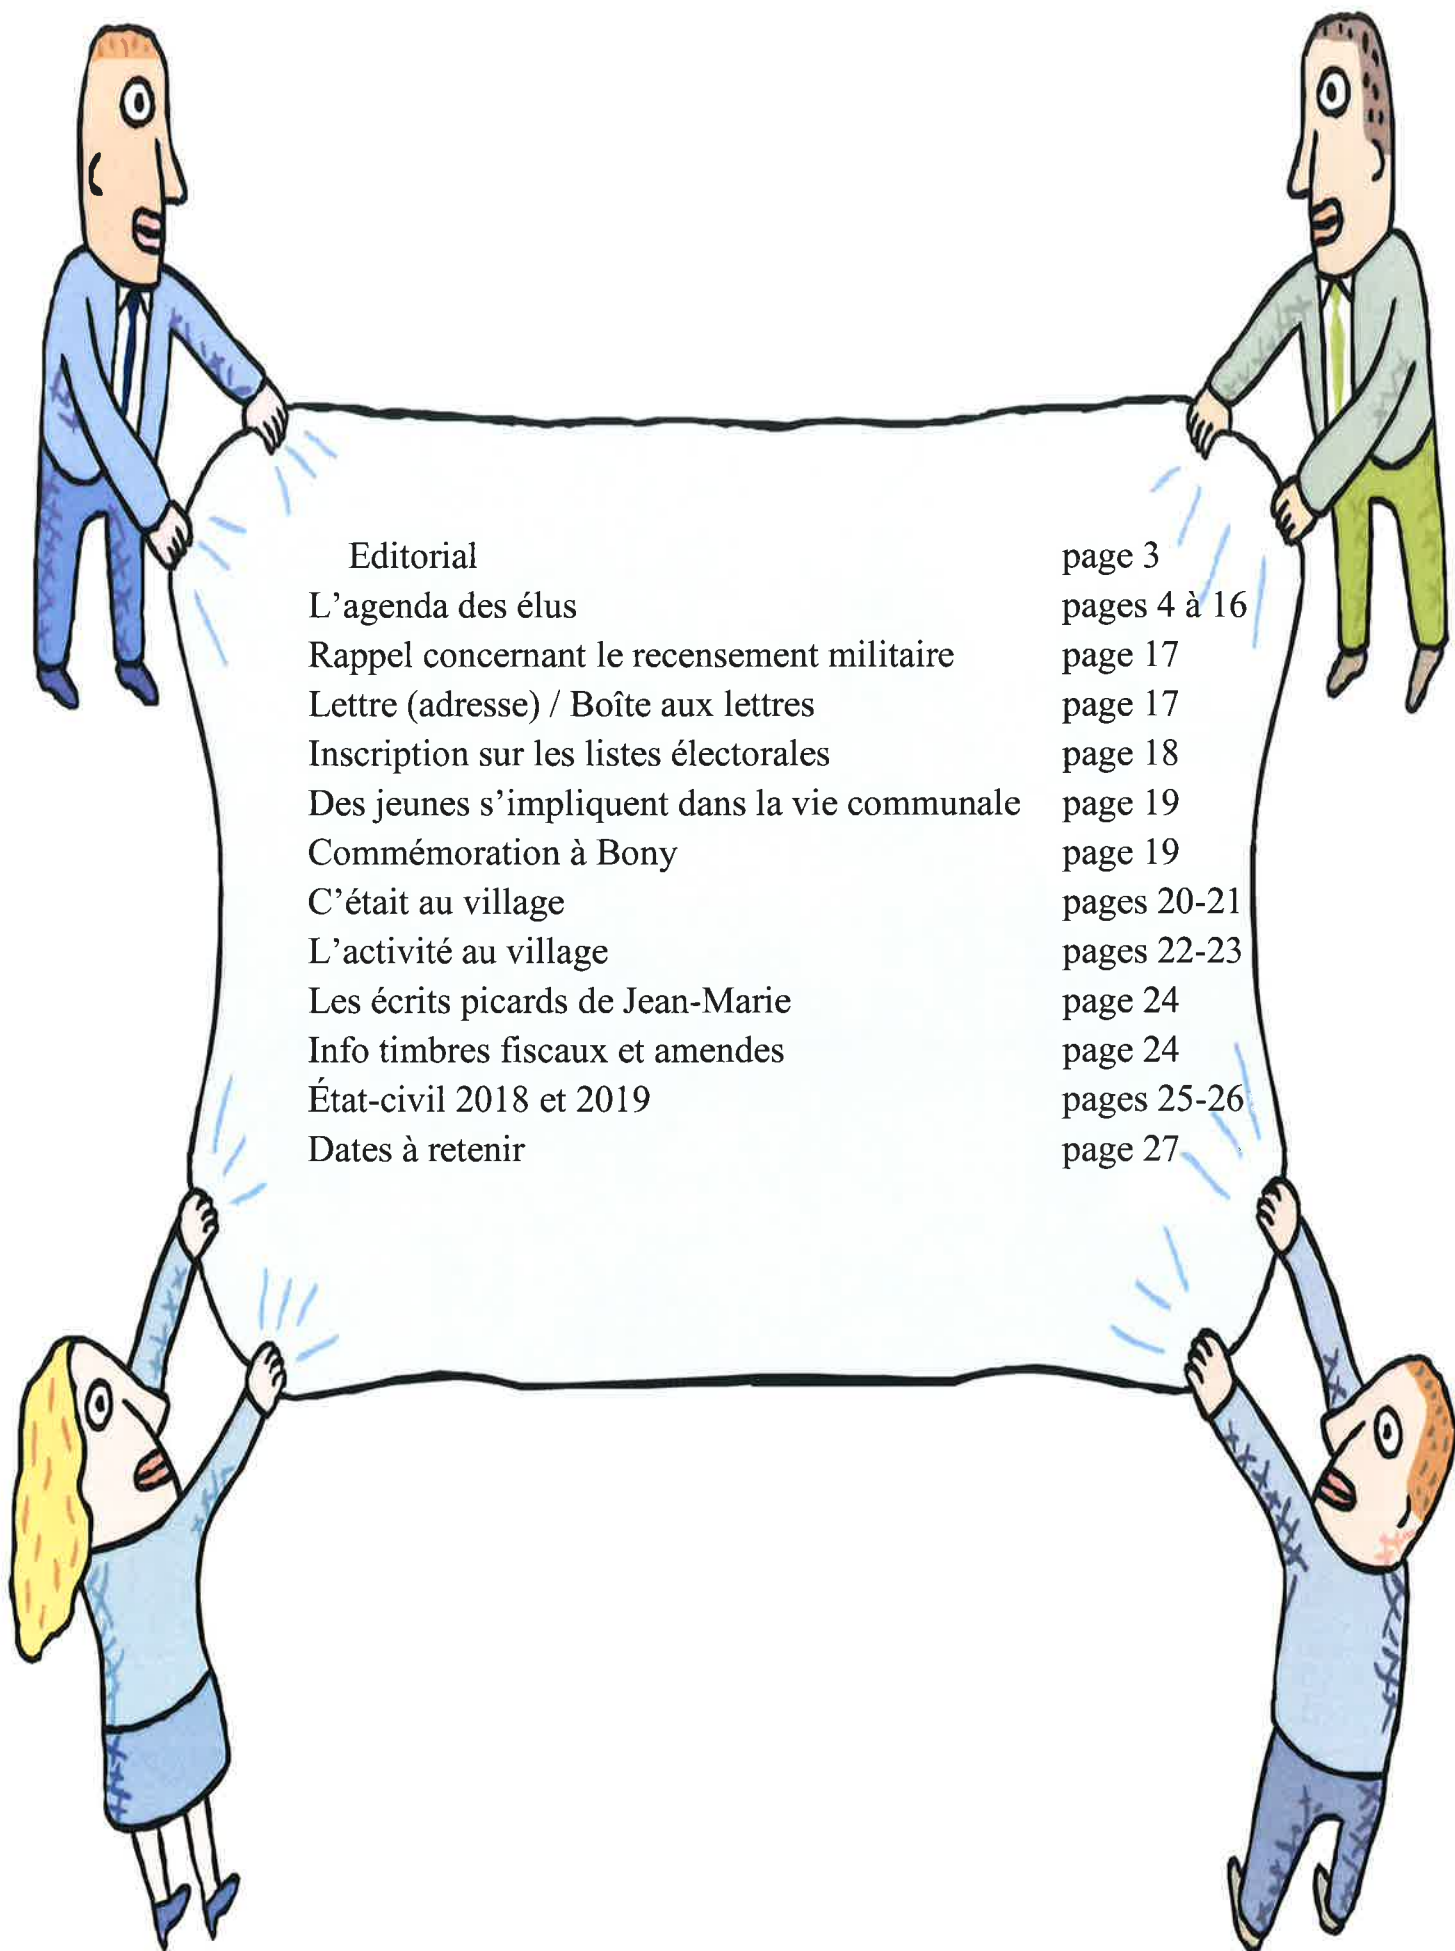 Editorial page 3
L'agenda des élus pages 4 à 16
Rappel concernant le recensement militaire page 17
Lettre (adresse) / Boîte aux lettres page 17
Inscription sur les listes électorales page 18
Des jeunes s'impliquent dans la vie communale page 19
Commémoration à Bony page 19
C'était au village pages 20-21
L'activité au village pages 22-23
Les écrits picards de Jean-Marie page 24
Info timbres fiscaux et amendes page 24
État-civil 2018 et 2019 pages 25-26
Dates à retenir page 27